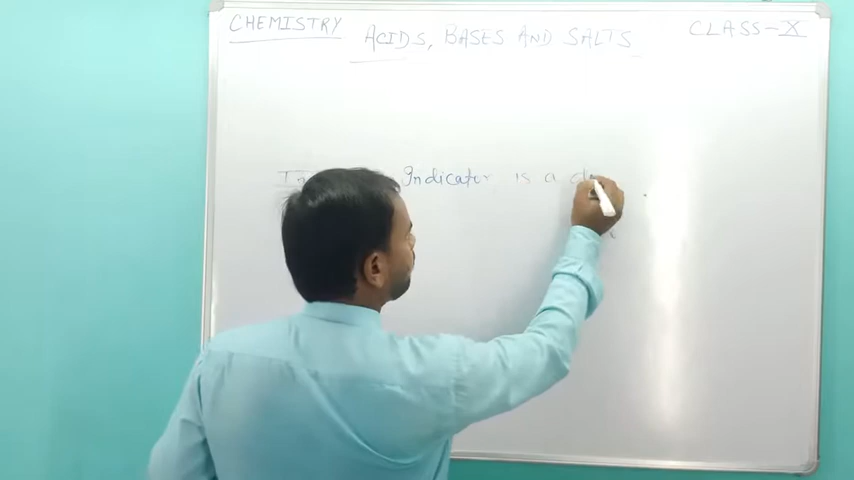 CHEMISTRY
ACIDS, BASES AND SALTS
CLASS-X
Indicator is a